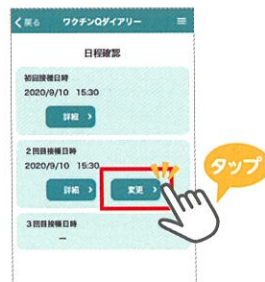 < 戻る ワクチンQダイアリー ≡
日程確認
初回接種日時
2020/9/10 15:30
詳細 >
2回目接種日時
2020/9/10 15:30
詳細 > 変更 >
タップ
3回目接種日時
ー